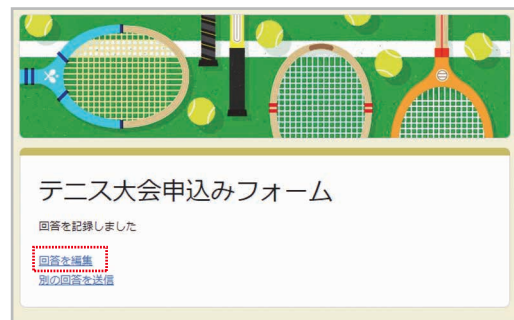 テニス大会申込みフォーム
回答を記録しました
回答を編集
別の回答を送信